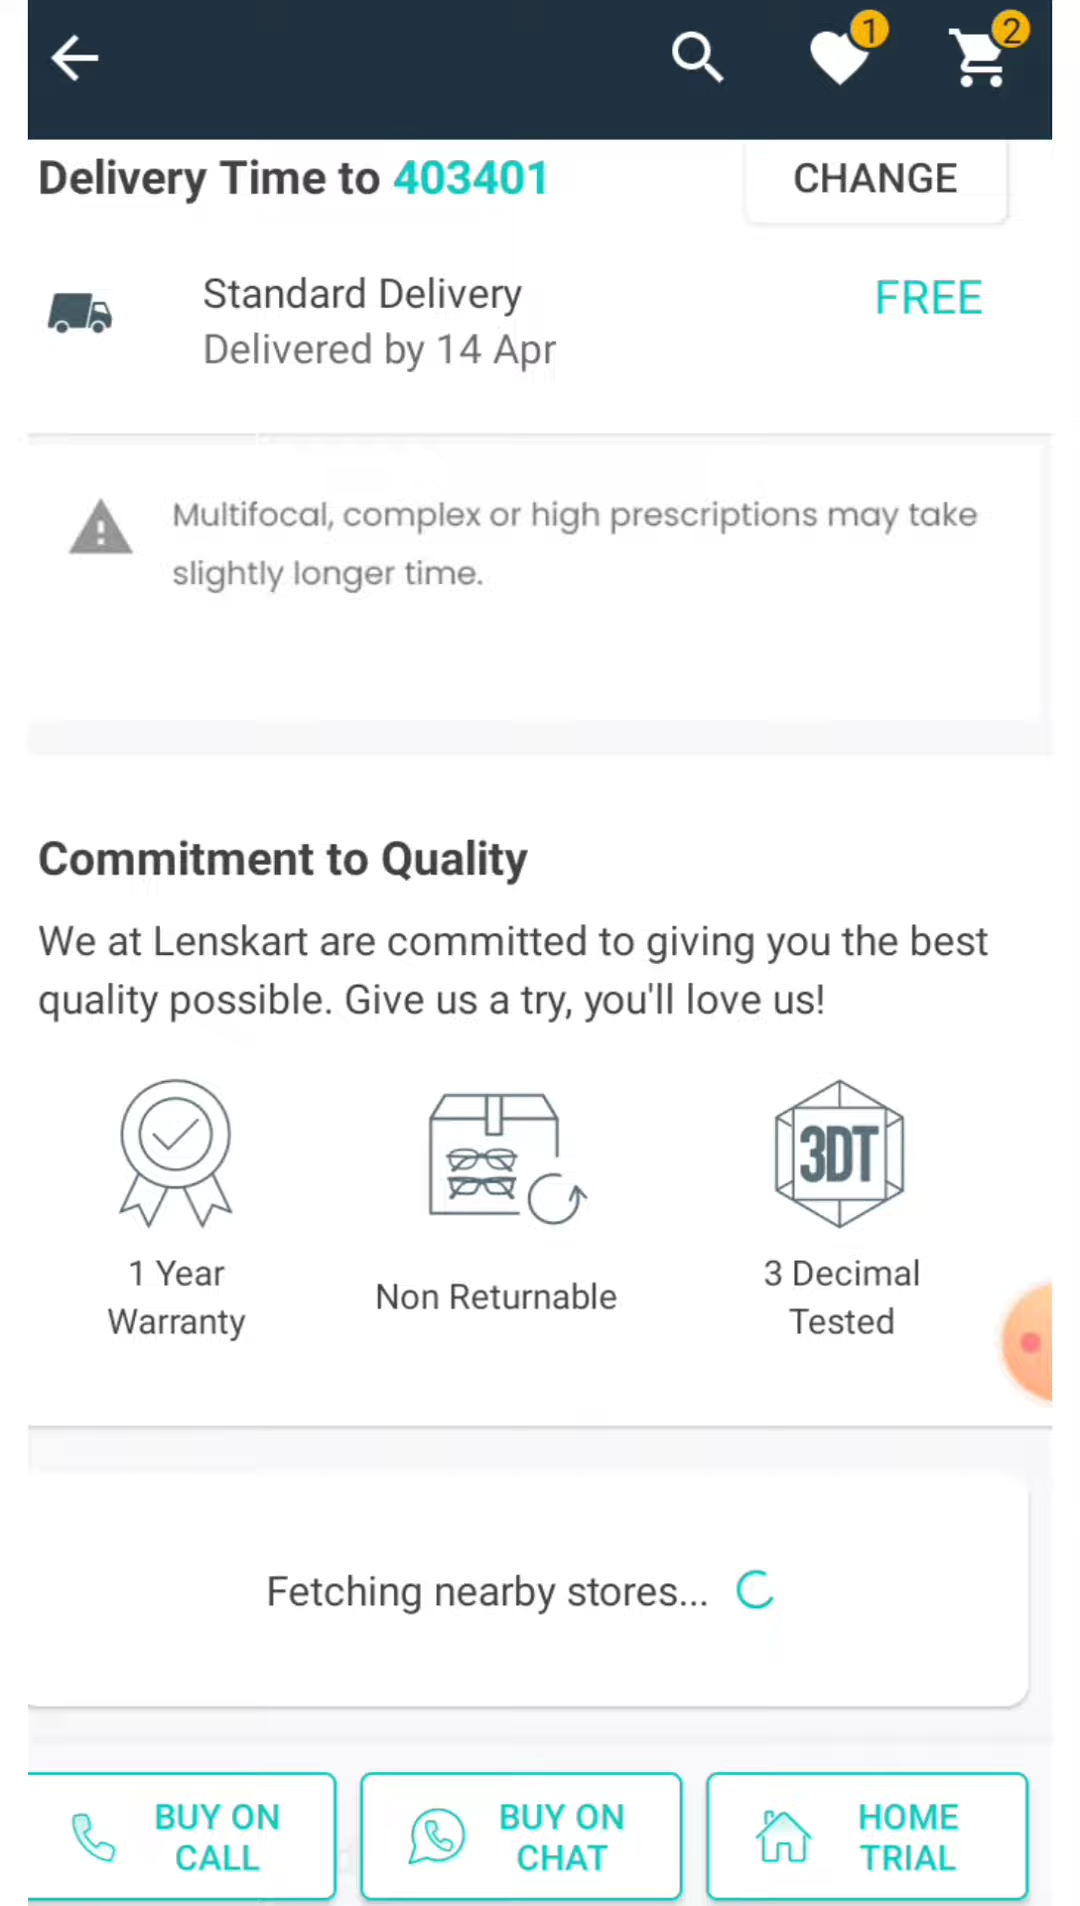 1
2
Delivery Time to 403401
CHANGE
Standard Delivery
FREE
Delivered by 14 Apr
Multifocal, complex or high prescriptions may take
slightly longer time.
Commitment to Quality
We at Lenskart are committed to giving you the best
quality possible. Give us a try, you'll love us!
3DT
1 Year
Warranty
Non Returnable
3 Decimal
Tested
Fetching nearby stores...
BUY ON
CALL
BUY ON
CHAT
HOME
TRIAL